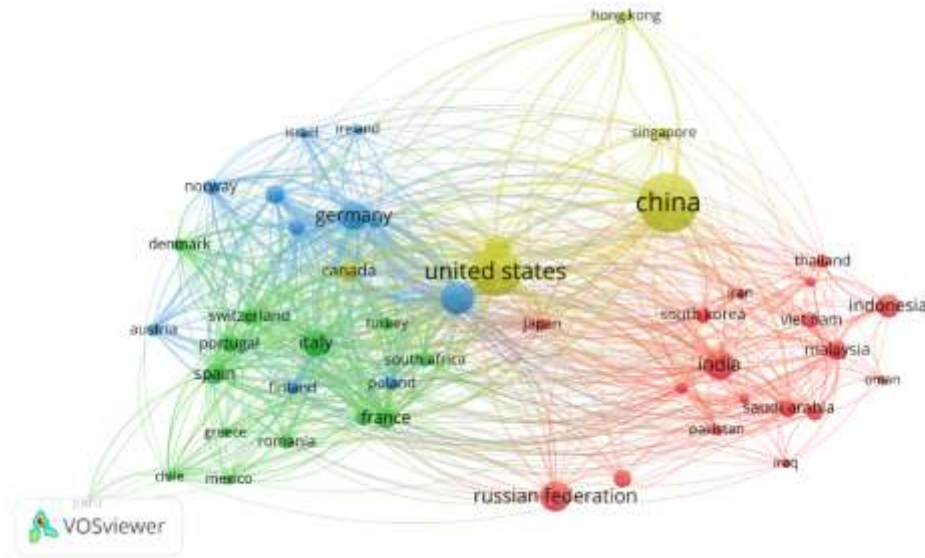 hong kong
singapore
israel
ireland
china
norway
germany
denmark
canada
united states
thailand
iran
indonesia
switzerland
turkey
japan
south korea
viet nam
austria
portugal
italy
malaysia
south africa
india
spain
finland
poland
oman
france
saudi arabia
greece
romania
pakistan
iraq
chile
mexico
russian federation
VOSviewer